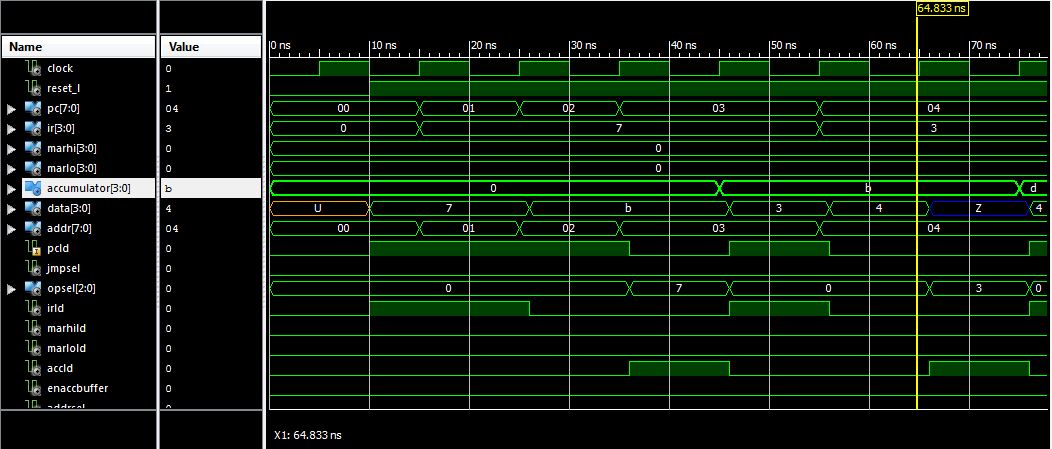 64.833 ns
Name Value 0 ns 10 ns 20 ns 30 ns 40 ns 50 ns 60 ns 70 ns
clock 0
reset_l 1
pc[7:0] 04 00 01 02 03 04
ir[3:0] 3 0 7 3
marhi[3:0] 0 0
marlo[3:0] 0 0
accumulator[3:0] b 0 b d
data[3:0] 4 U 7 b 3 4 Z 4
addr[7:0] 04 00 01 02 03 04
pcld 0
jmpsel 0
opsel[2:0] 0 0 7 0 3 0
irld 0
marhild 0
marlold 0
accld 0
enaccbuffer 0
X1: 64.833 ns